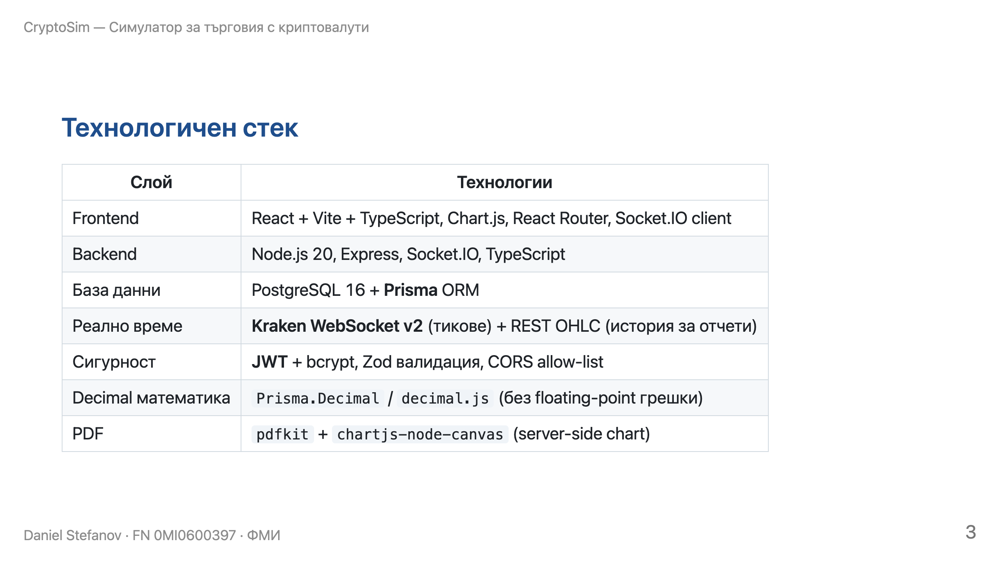 CryptoSim — Симулатор за търговия с криптовалути
Технологичен стек
Слой Технологии
Frontend React + Vite + TypeScript, Chart.js, React Router, Socket.IO client
Backend Node.js 20, Express, Socket.IO, TypeScript
База данни PostgreSQL 16 + Prisma ORM
Реално време Kraken WebSocket v2 (тикове) + REST OHLC (история за отчети)
Сигурност JWT + bcrypt, Zod валидация, CORS allow-list
Decimal математика Prisma.Decimal / decimal.js (без floating-point грешки)
PDF pdfkit + chartjs-node-canvas (server-side chart)
Daniel Stefanov · FN 0MI0600397 · ФМИ
3